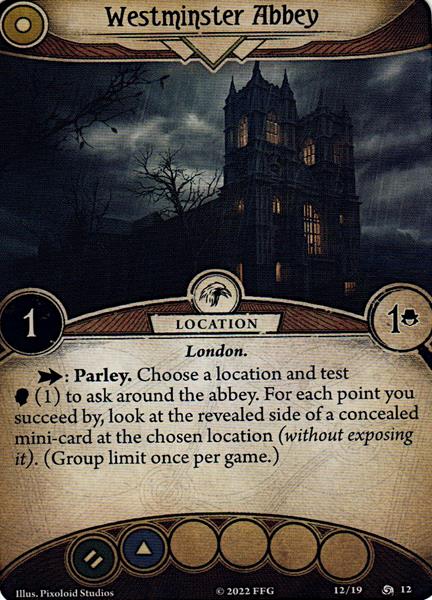 Westminster Abbey
1
1
LOCATION
London.
: Parley. Choose a location and test
(1) to ask around the abbey. For each point you
succeed by, look at the revealed side of a concealed
mini-card at the chosen location (without exposing
it). (Group limit once per game.)
Illus. Pixoloid Studios
© 2022 FFG
12/19
12